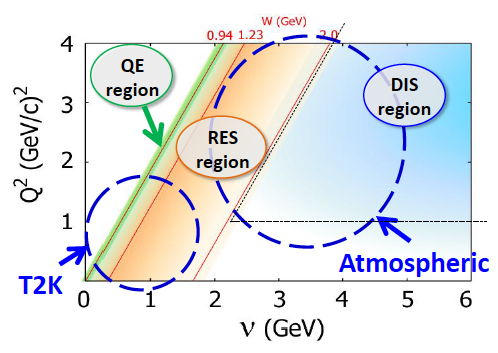 W (GeV)
0.94 1.23 2.0
4
3
2
1
Q² (GeV/c)²
QE
region
DIS
region
RES
region
T2K
Atmospheric
0 1 2 3 4 5 6
ν (GeV)